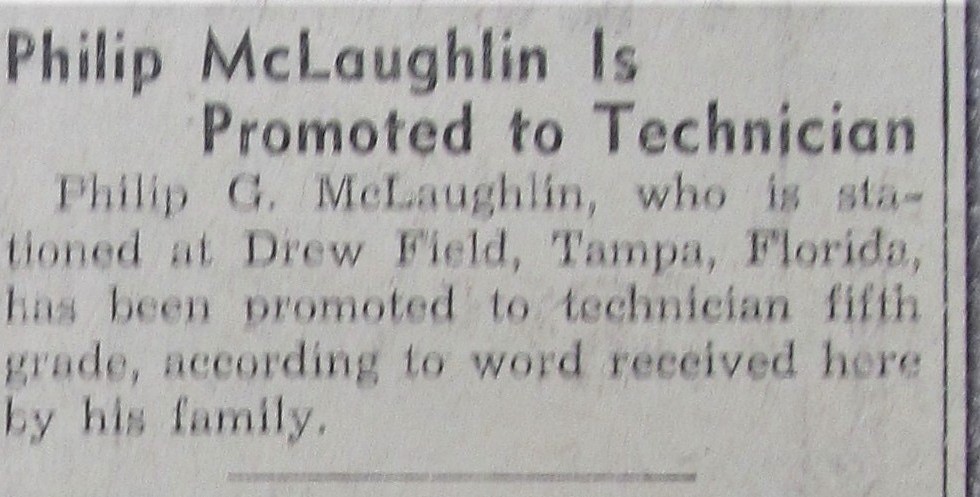 Philip McLaughlin Is
Promoted to Technician
Philip G. McLaughlin, who is sta-
tioned at Drew Field, Tampa, Florida,
has been promoted to technician fifth
grade, according to word received here
by his family.